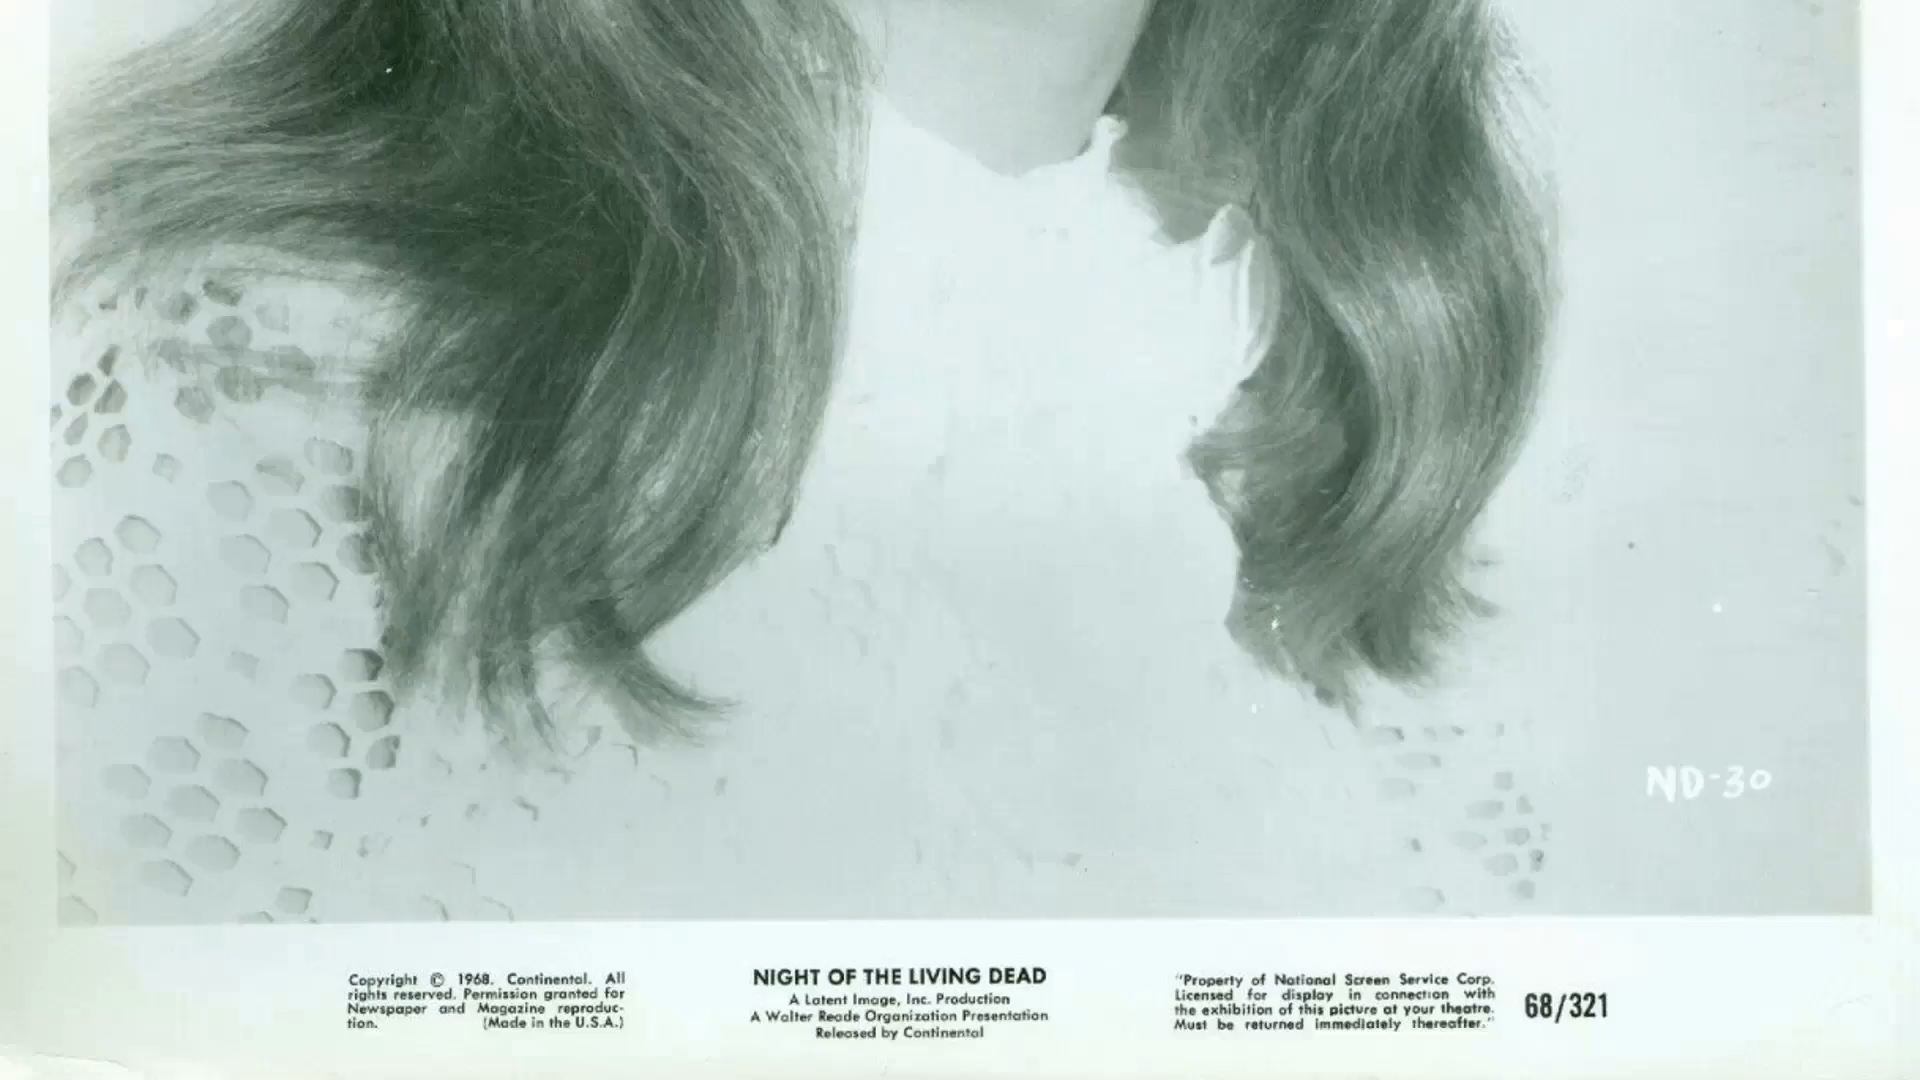 ND-30
Copyright © 1968. Continental. All
rights reserved. Permission granted for
Newspaper and Magazine reproduc-
tion. (Made in the U.S.A.)
NIGHT OF THE LIVING DEAD
A Latent Image, Inc. Production
A Walter Reade Organization Presentation
Released by Continental
"Property of National Screen Service Corp.
Licensed for display in connection with
the exhibition of this picture at your theatre.
Must be returned immediately thereafter."
68/321